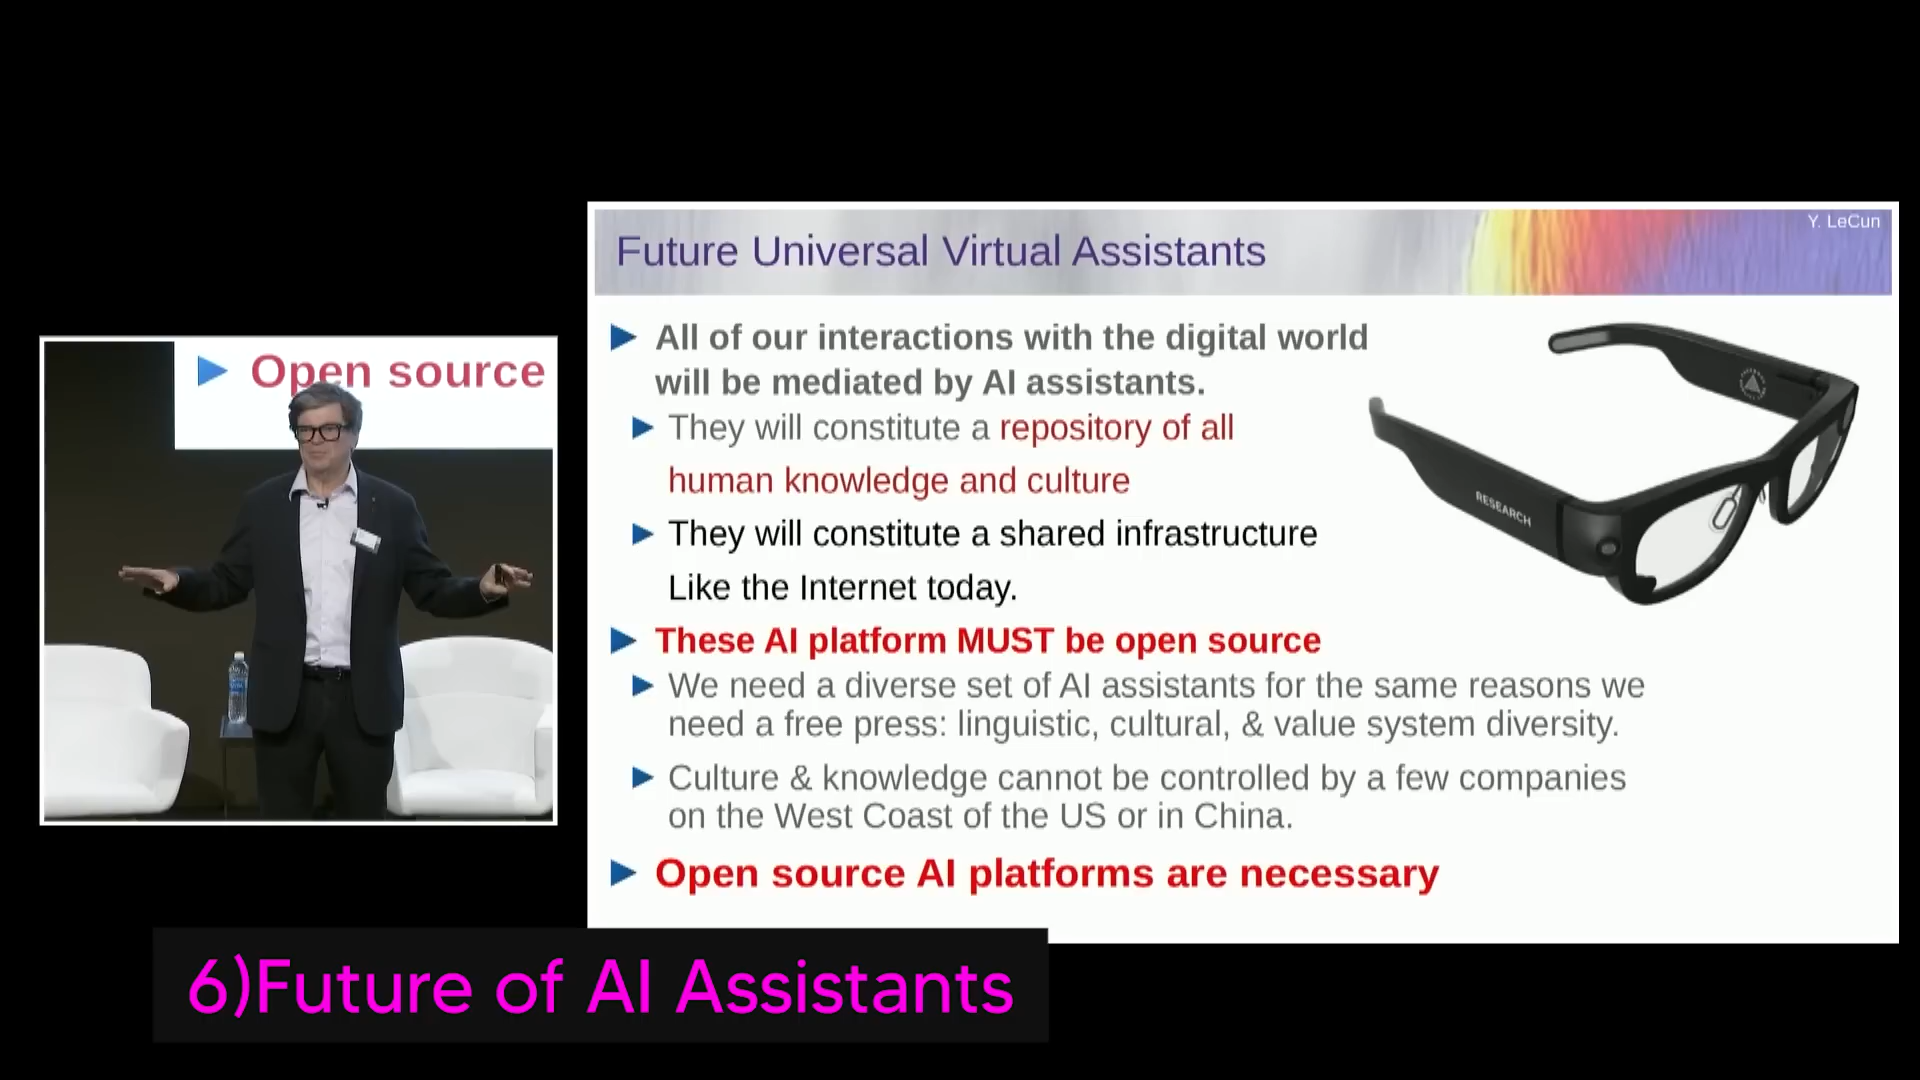 Y. LeCun
Future Universal Virtual Assistants
All of our interactions with the digital world
will be mediated by AI assistants.
They will constitute a repository of all
human knowledge and culture
They will constitute a shared infrastructure
Like the Internet today.
These AI platform MUST be open source
We need a diverse set of AI assistants for the same reasons we
need a free press: linguistic, cultural, & value system diversity.
Culture & knowledge cannot be controlled by a few companies
on the West Coast of the US or in China.
Open source AI platforms are necessary
RESEARCH
Open source
6)Future of AI Assistants